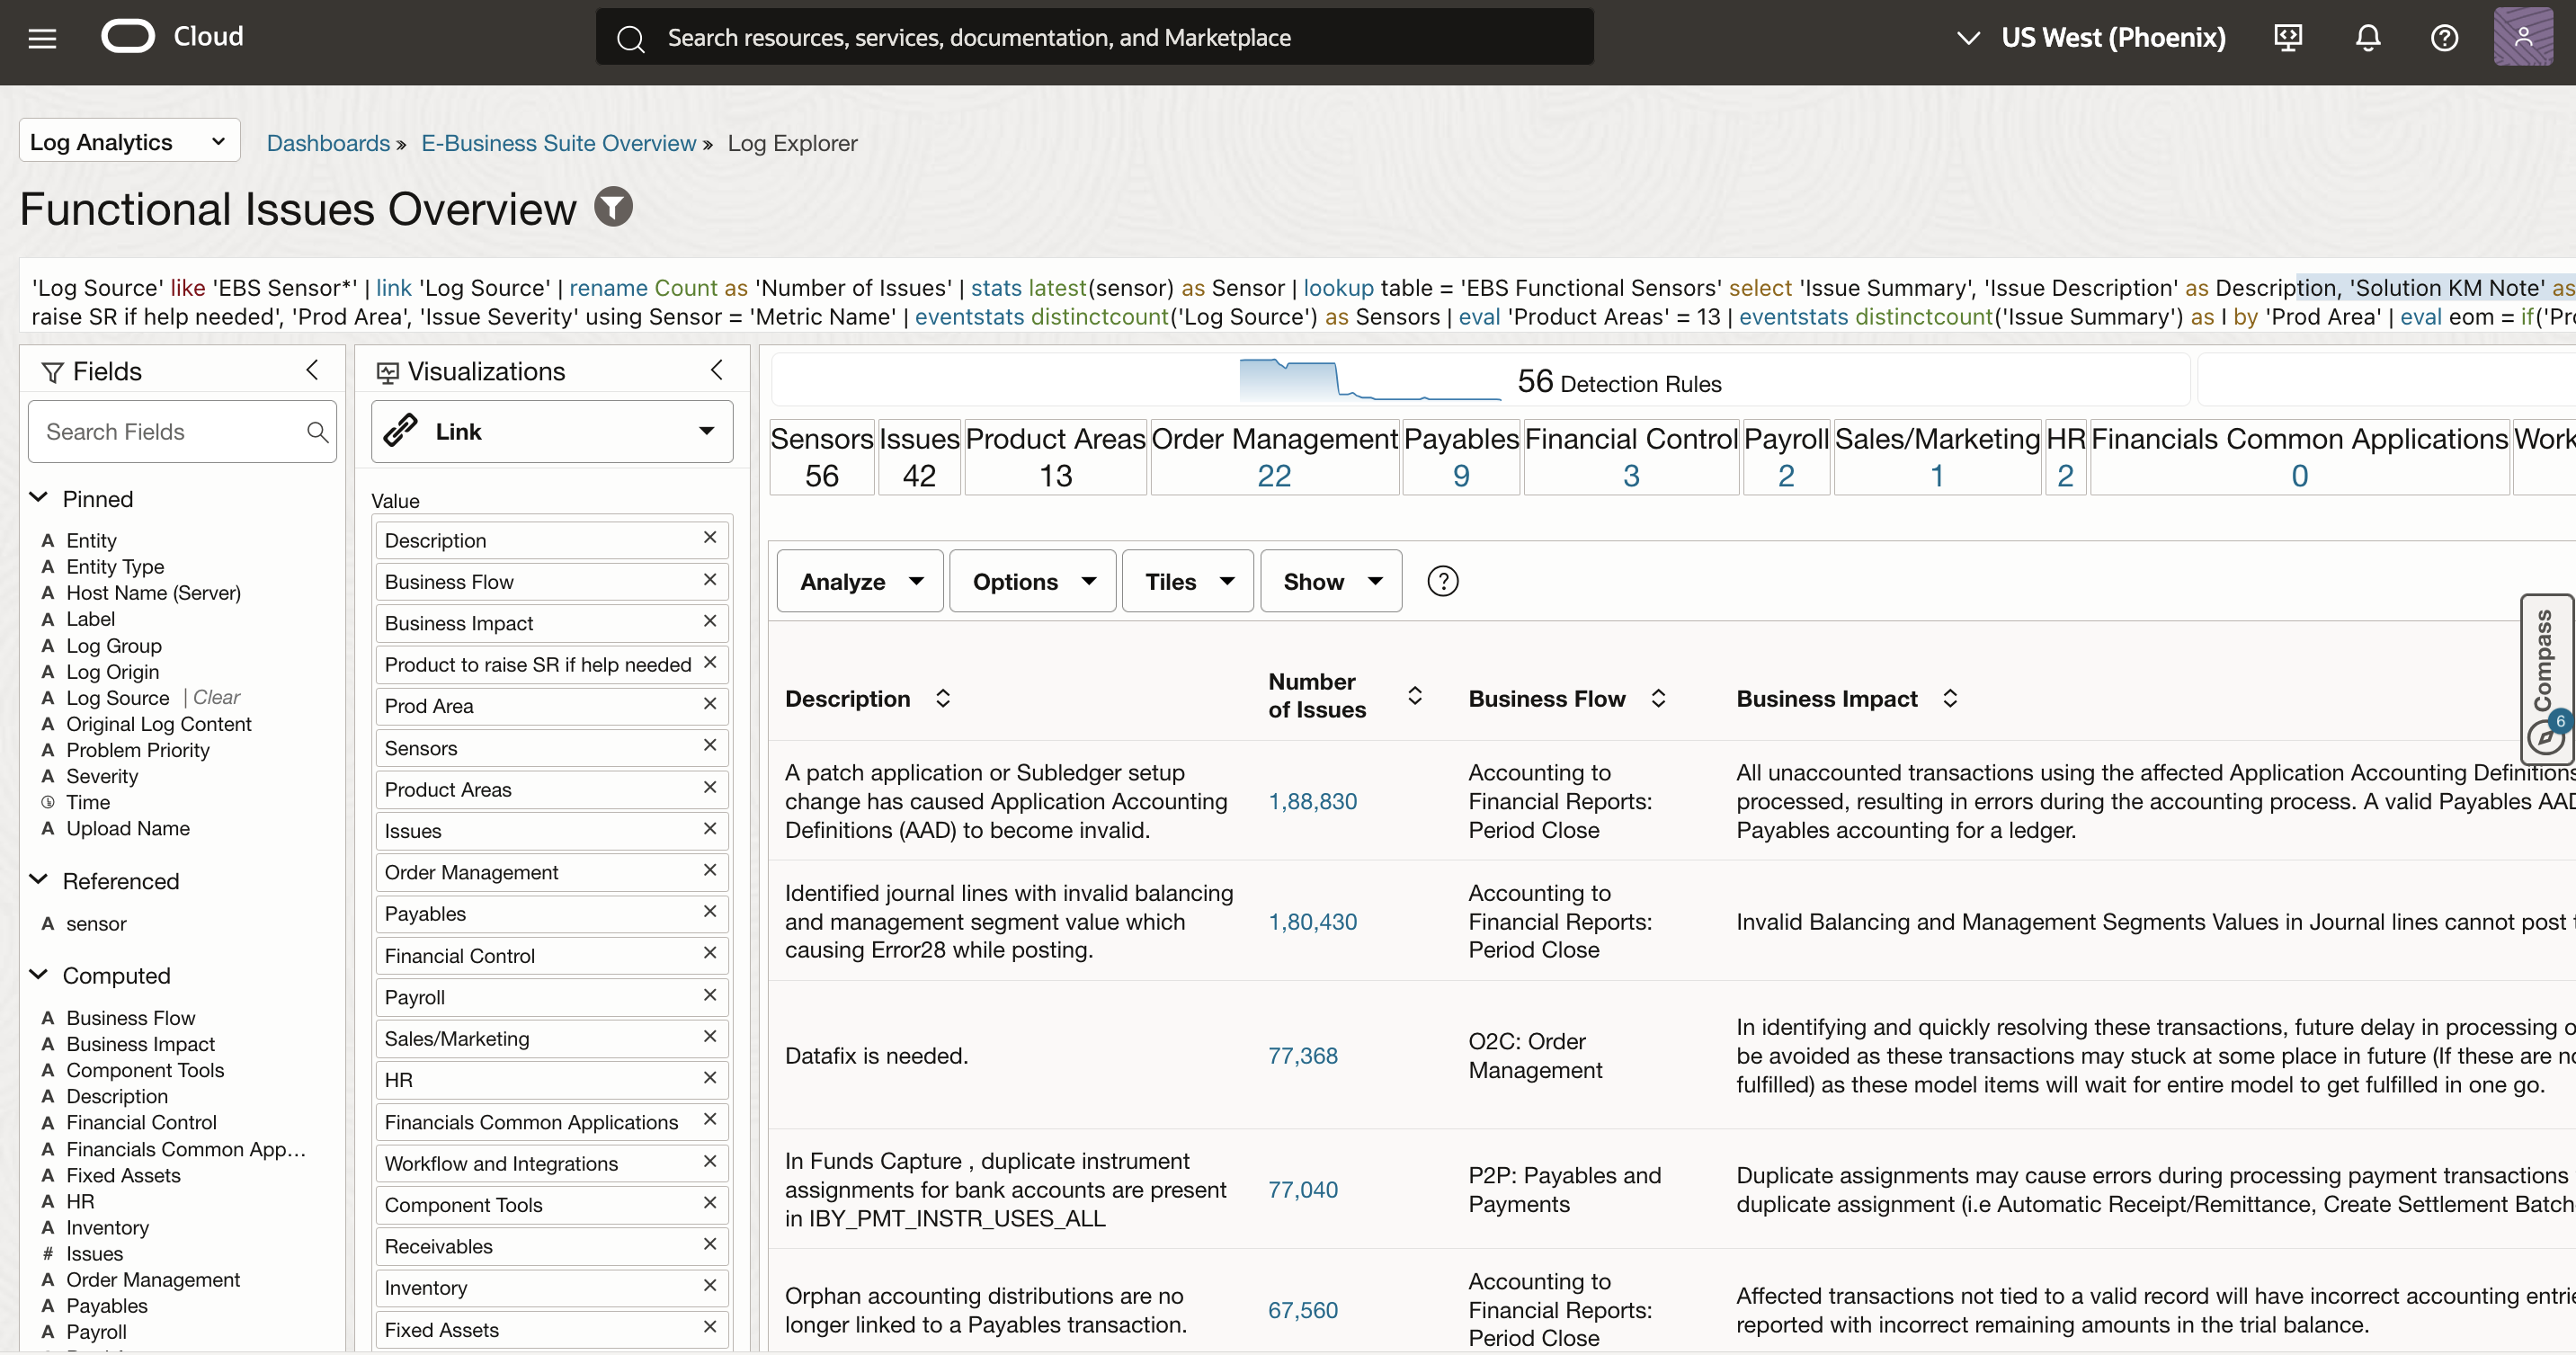 Cloud
Search resources, services, documentation, and Marketplace
US West (Phoenix)
Log Analytics
Dashboards » E-Business Suite Overview » Log Explorer
Functional Issues Overview
'Log Source' like 'EBS Sensor*' | link 'Log Source' | rename Count as 'Number of Issues' | stats latest(sensor) as Sensor | lookup table = 'EBS Functional Sensors' select 'Issue Summary', 'Issue Description' as Description, 'Solution KM Note' as
raise SR if help needed', 'Prod Area', 'Issue Severity' using Sensor = 'Metric Name' | eventstats distinctcount('Log Source') as Sensors | eval 'Product Areas' = 13 | eventstats distinctcount('Issue Summary') as I by 'Prod Area' | eval eom = if('Pro
Fields
Search Fields
Pinned
A Entity
A Entity Type
A Host Name (Server)
A Label
A Log Group
A Log Origin
A Log Source | Clear
A Original Log Content
A Problem Priority
A Severity
Time
A Upload Name
Referenced
A sensor
Computed
A Business Flow
A Business Impact
A Component Tools
A Description
A Financial Control
A Financials Common App...
A Fixed Assets
A HR
A Inventory
# Issues
A Order Management
A Payables
A Payroll
Visualizations
Link
Value
Description
Business Flow
Business Impact
Product to raise SR if help needed
Prod Area
Sensors
Product Areas
Issues
Order Management
Payables
Financial Control
Payroll
Sales/Marketing
HR
Financials Common Applications
Workflow and Integrations
Component Tools
Receivables
Inventory
Fixed Assets
56 Detection Rules
Sensors Issues Product Areas Order Management Payables Financial Control Payroll Sales/Marketing HR Financials Common Applications Work
56 42 13 22 9 3 2 1 2 0
Analyze Options Tiles Show
Compass
6
Description
Number
of Issues
Business Flow
Business Impact
A patch application or Subledger setup
change has caused Application Accounting
Definitions (AAD) to become invalid.
1,88,830
Accounting to
Financial Reports:
Period Close
All unaccounted transactions using the affected Application Accounting Definitions
processed, resulting in errors during the accounting process. A valid Payables AAD
Payables accounting for a ledger.
Identified journal lines with invalid balancing
and management segment value which
causing Error28 while posting.
1,80,430
Accounting to
Financial Reports:
Period Close
Invalid Balancing and Management Segments Values in Journal lines cannot post
Datafix is needed.
77,368
O2C: Order
Management
In identifying and quickly resolving these transactions, future delay in processing o
be avoided as these transactions may stuck at some place in future (If these are no
fulfilled) as these model items will wait for entire model to get fulfilled in one go.
In Funds Capture , duplicate instrument
assignments for bank accounts are present
in IBY_PMT_INSTR_USES_ALL
77,040
P2P: Payables and
Payments
Duplicate assignments may cause errors during processing payment transactions
duplicate assignment (i.e Automatic Receipt/Remittance, Create Settlement Batch
Orphan accounting distributions are no
longer linked to a Payables transaction.
67,560
Accounting to
Financial Reports:
Period Close
Affected transactions not tied to a valid record will have incorrect accounting entri
reported with incorrect remaining amounts in the trial balance.